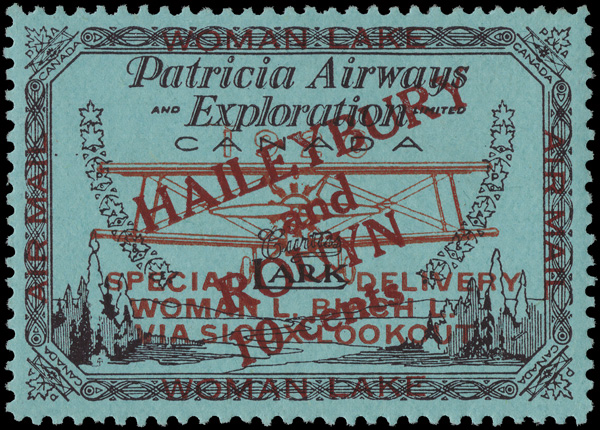 WOMAN LAKE
Patricia Airways
AND Exploration LIMITED
CANADA
HAILEYBURY
and
ROUYN
10 cents
Curtiss
LARK
SPECIAL DELIVERY
WOMAN L. BIRCH L.
VIA SIOUX LOOKOUT
AIR MAIL
AIR MAIL
WOMAN LAKE
CANADA
CANADA
CANADA
CANADA